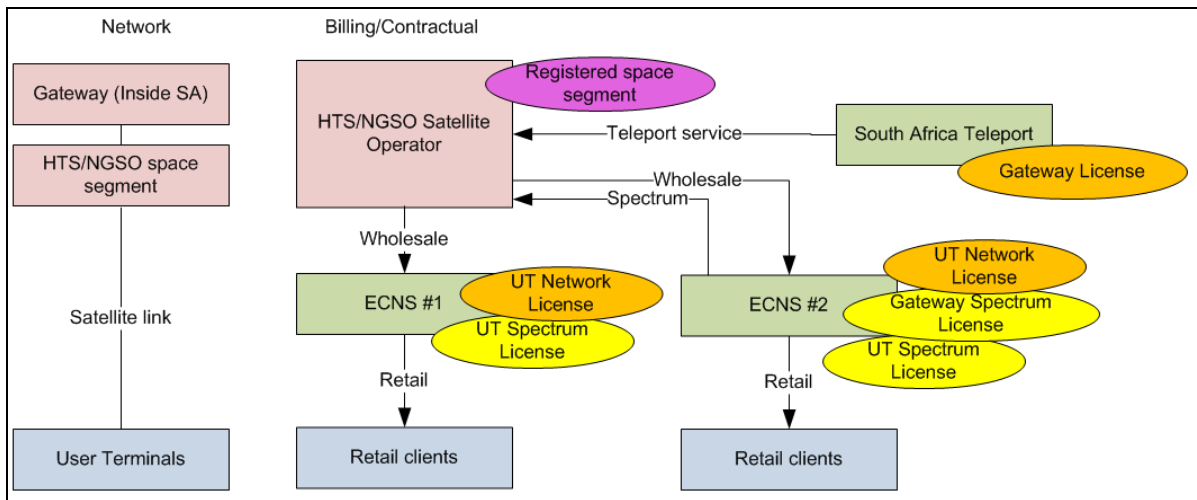 Network
Billing/Contractual
Gateway (Inside SA)
HTS/NGSO space
segment
Satellite link
User Terminals
HTS/NGSO Satellite
Operator
Registered space
segment
Teleport service
South Africa Teleport
Gateway License
Wholesale
Spectrum
Wholesale
ECNS #1
UT Network
License
UT Spectrum
License
Retail
Retail clients
ECNS #2
UT Network
License
Gateway Spectrum
License
UT Spectrum
License
Retail
Retail clients